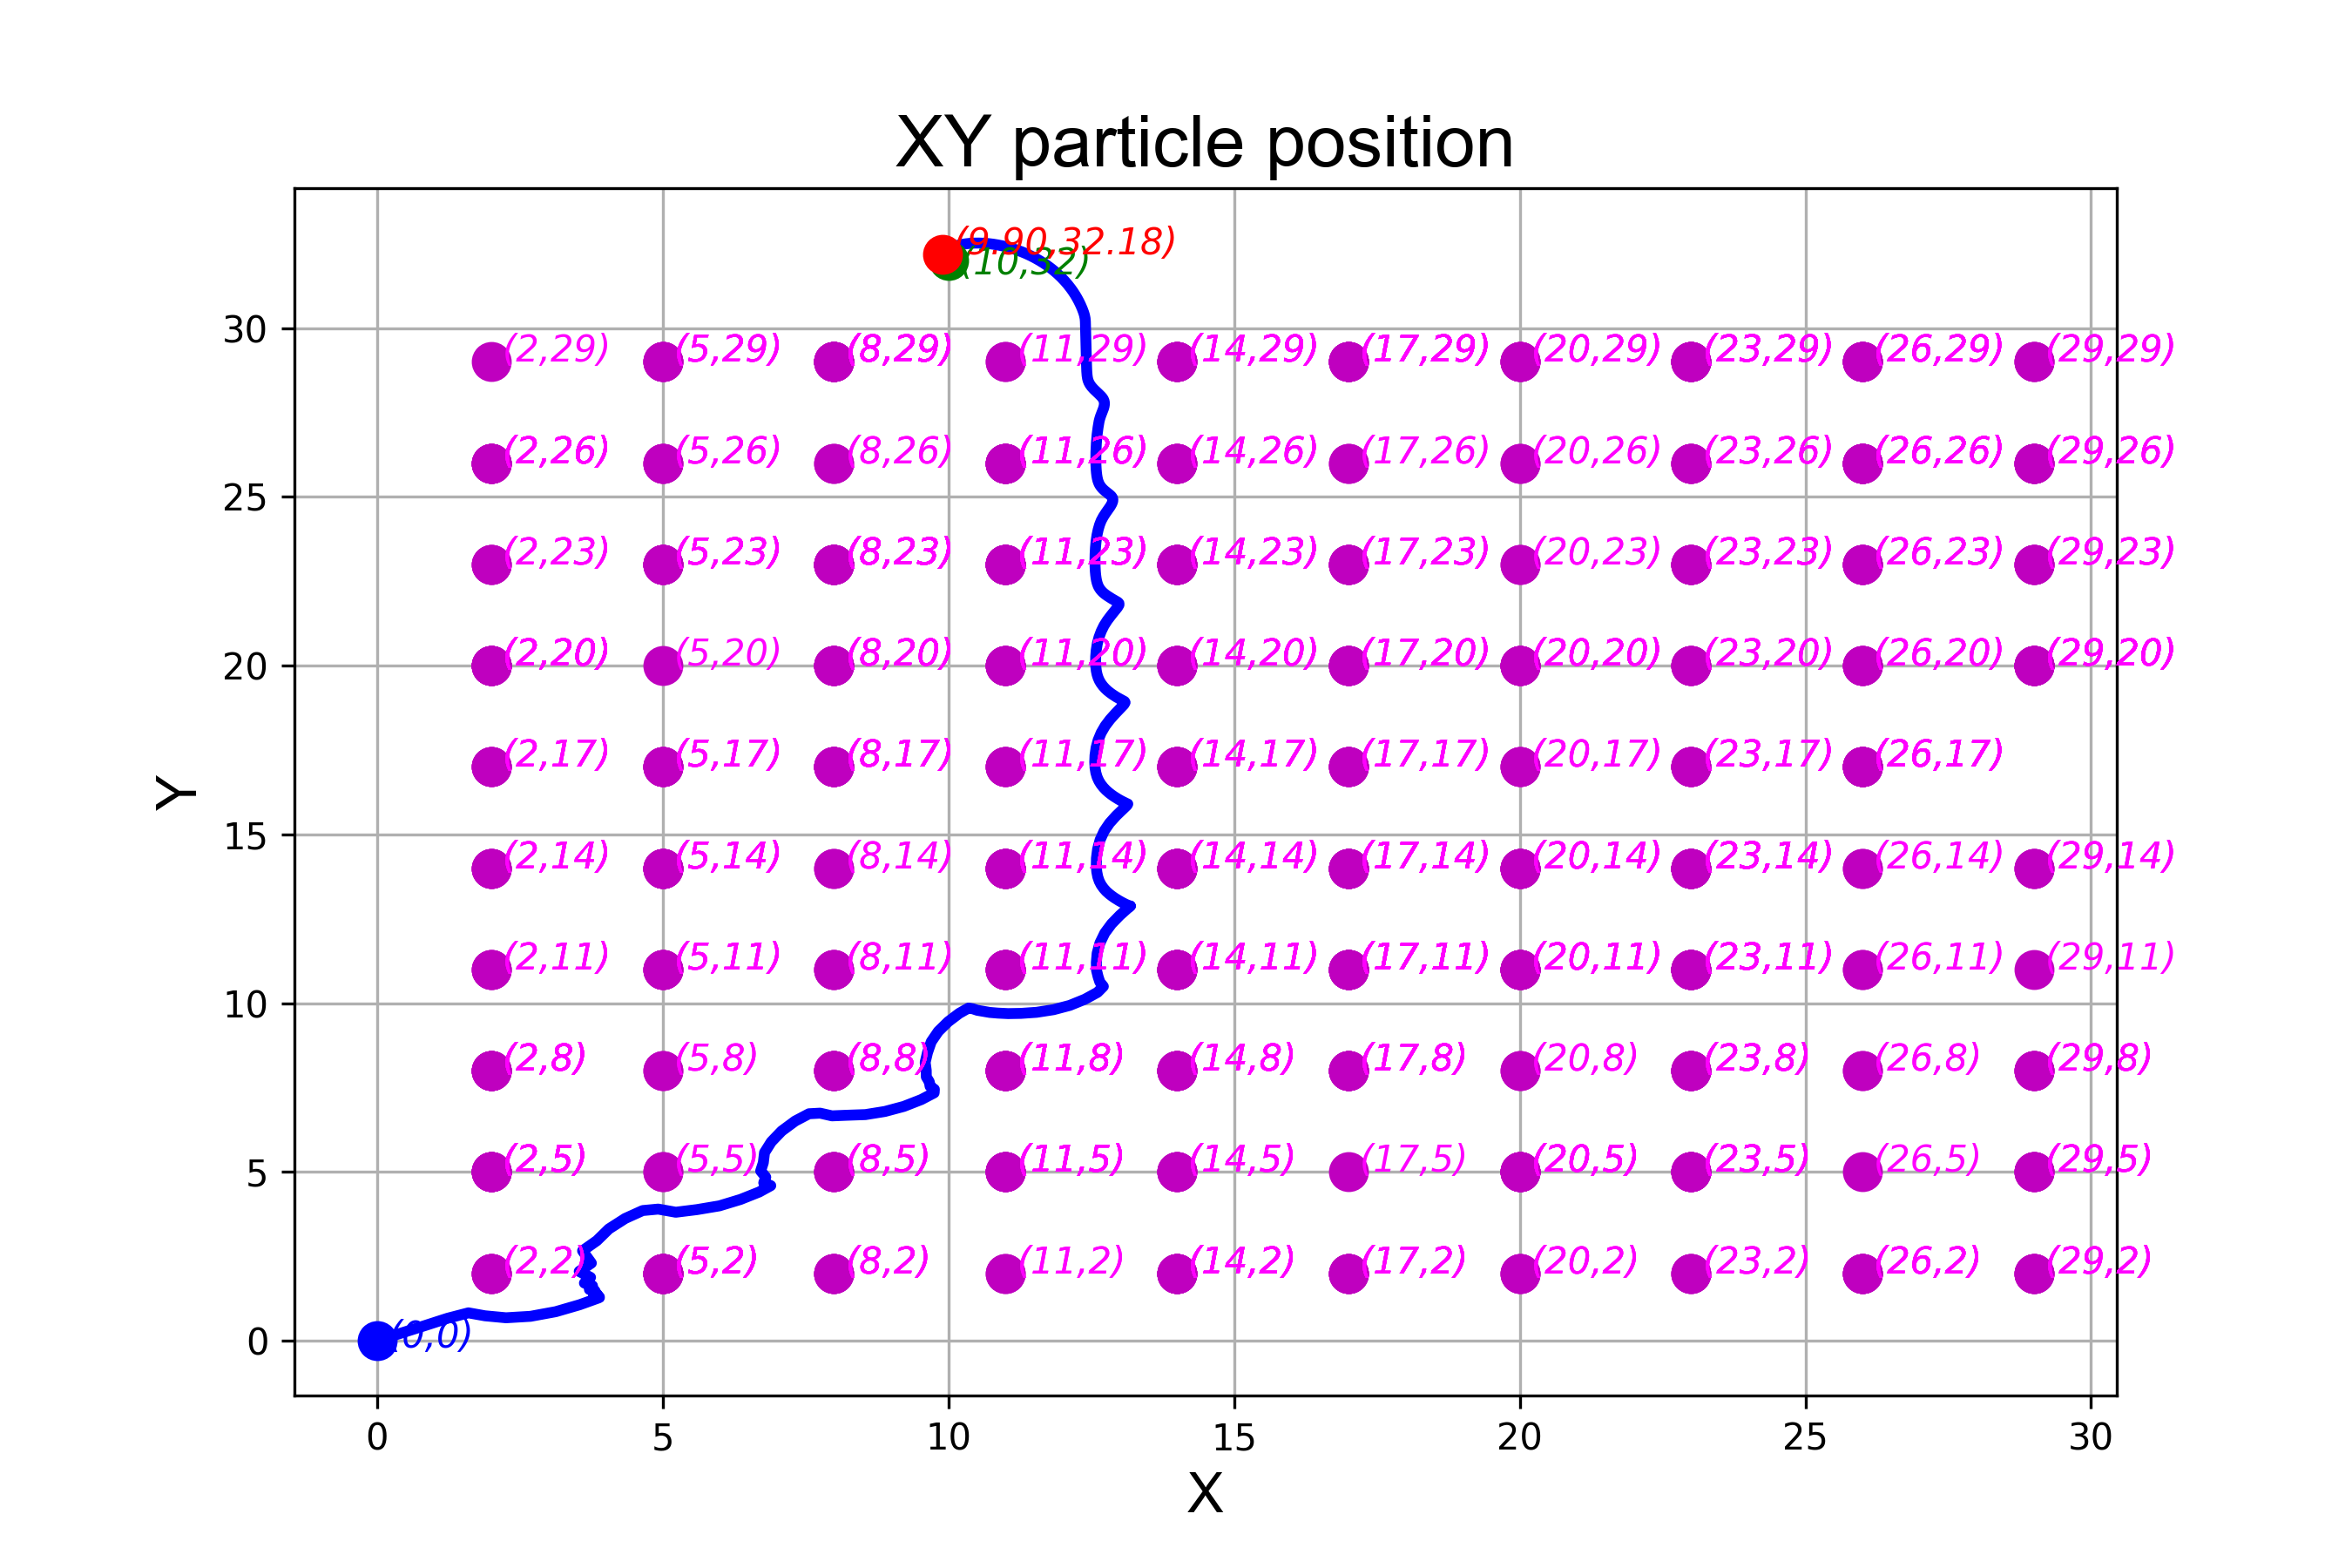 XY particle position
(9.90,32.18)
(10,32)
30
(2,29) (5,29) (8,29) (11,29) (14,29) (17,29) (20,29) (23,29) (26,29) (29,29)
(2,26) (5,26) (8,26) (11,26) (14,26) (17,26) (20,26) (23,26) (26,26) (29,26)
25
(2,23) (5,23) (8,23) (11,23) (14,23) (17,23) (20,23) (23,23) (26,23) (29,23)
20
(2,20) (5,20) (8,20) (11,20) (14,20) (17,20) (20,20) (23,20) (26,20) (29,20)
(2,17) (5,17) (8,17) (11,17) (14,17) (17,17) (20,17) (23,17) (26,17)
Y
15
(2,14) (5,14) (8,14) (11,14) (14,14) (17,14) (20,14) (23,14) (26,14) (29,14)
(2,11) (5,11) (8,11) (11,11) (14,11) (17,11) (20,11) (23,11) (26,11) (29,11)
10
(2,8) (5,8) (8,8) (11,8) (14,8) (17,8) (20,8) (23,8) (26,8) (29,8)
5
(2,5) (5,5) (8,5) (11,5) (14,5) (17,5) (20,5) (23,5) (26,5) (29,5)
(2,2) (5,2) (8,2) (11,2) (14,2) (17,2) (20,2) (23,2) (26,2) (29,2)
0
(0,0)
0 5 10 15 20 25 30
X